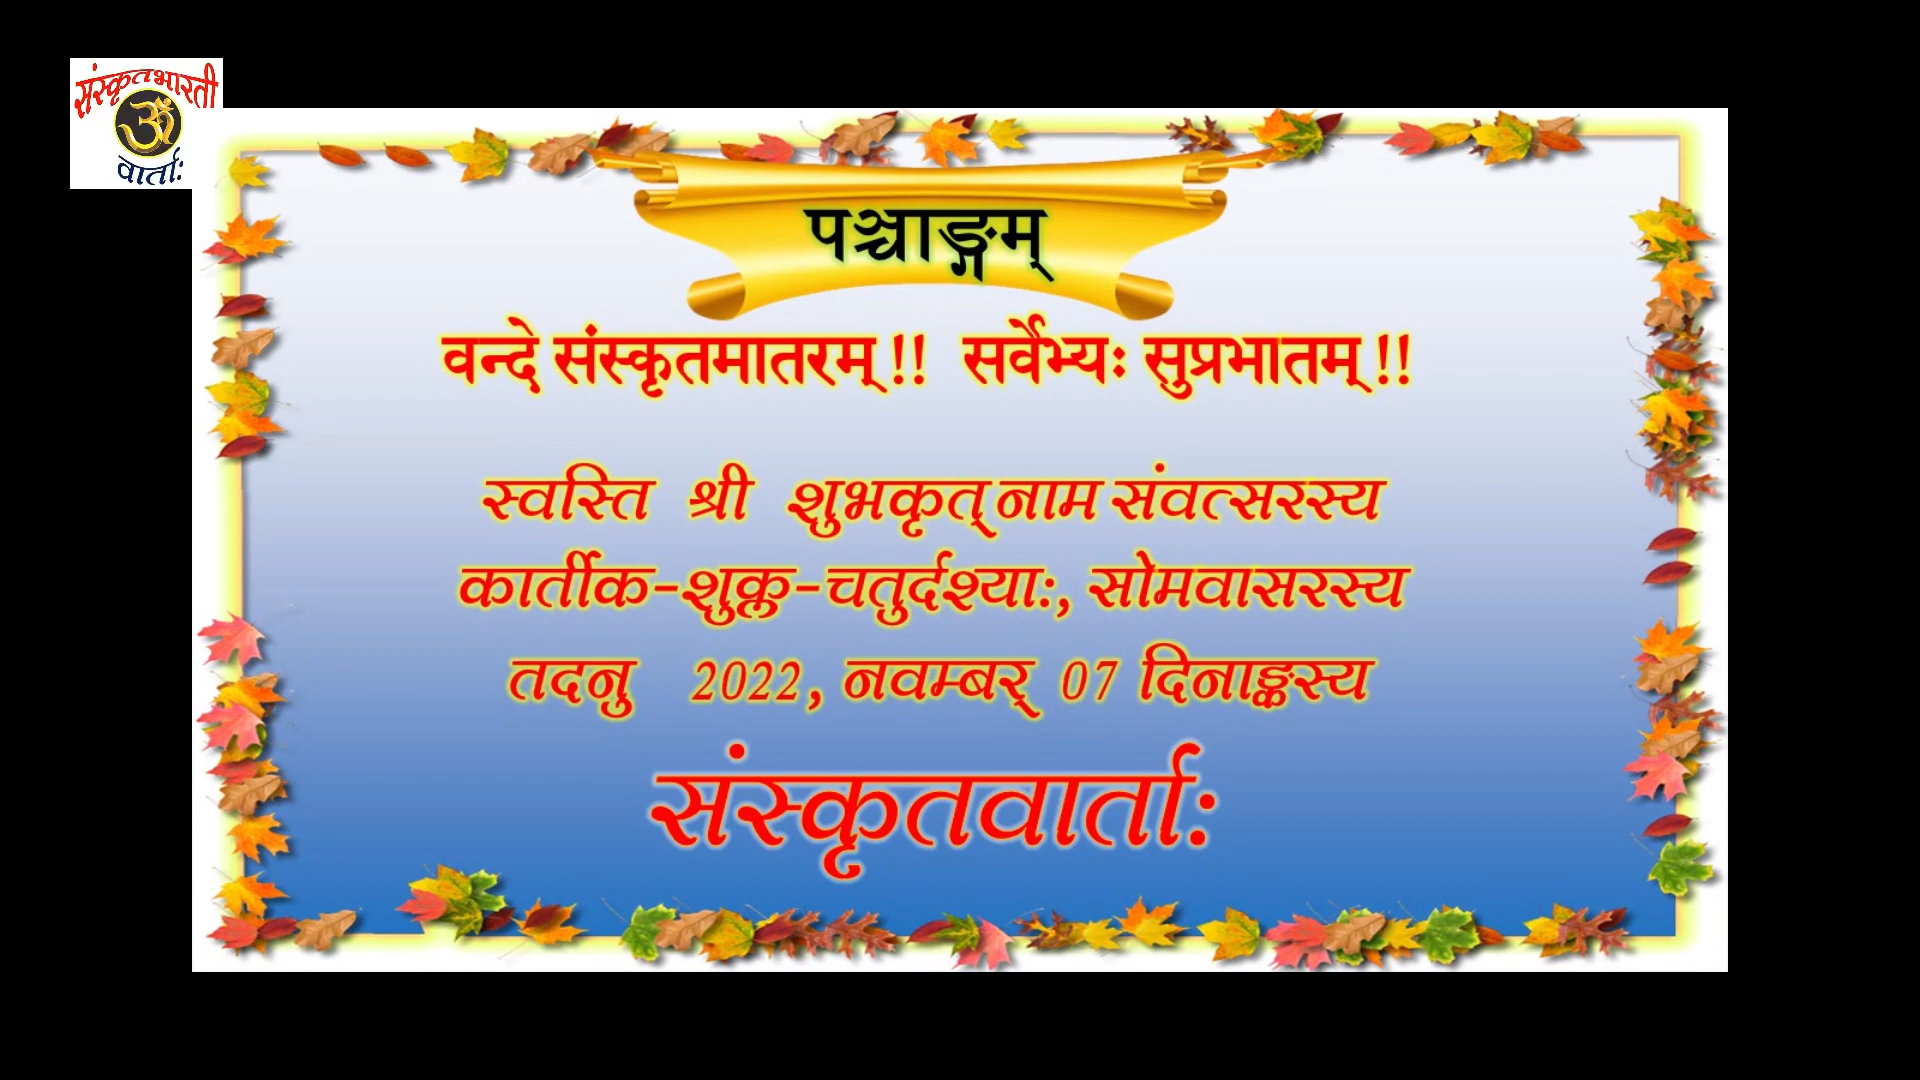 संस्कृतभारती
ॐ
वार्ताः
पञ्चाङ्गम्
वन्दे संस्कृतमातरम् !! सर्वेभ्यः सुप्रभातम् !!
स्वस्ति श्री शुभकृत् नाम संवत्सरस्य
कार्तीक-शुक्ल-चतुर्दश्याः, सोमवासरस्य
तदनु 2022, नवम्बर् 07 दिनाङ्कस्य
संस्कृतवार्ताः